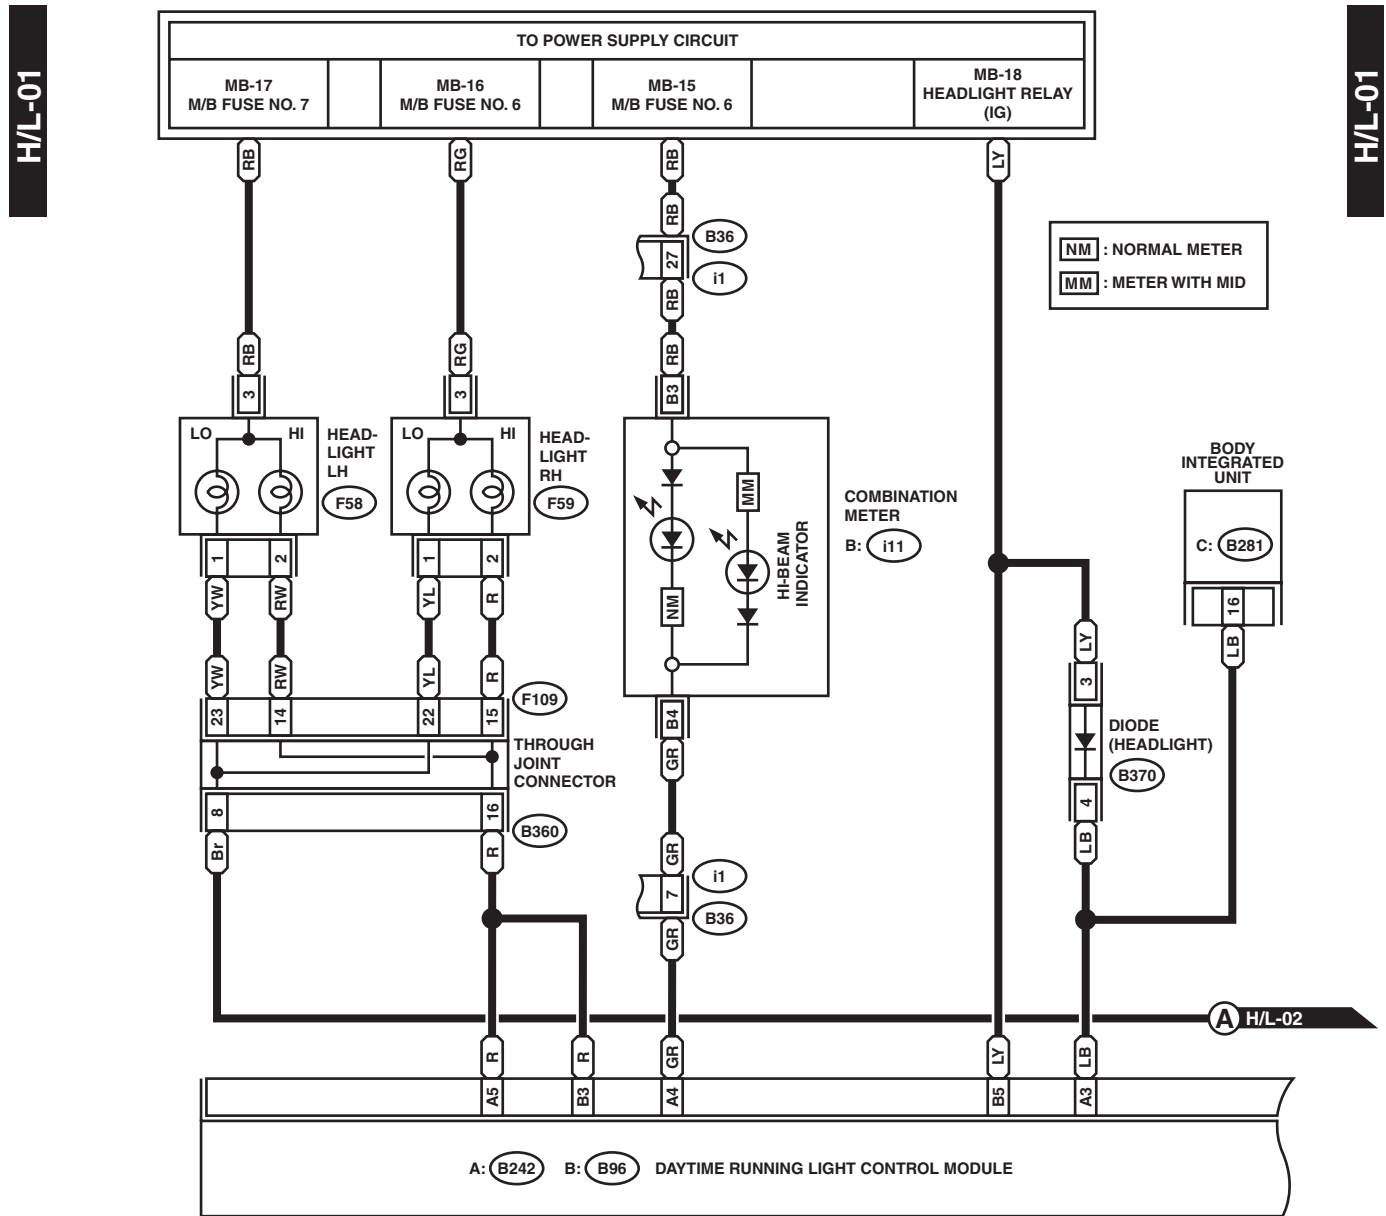 H/L-01
H/L-01
TO POWER SUPPLY CIRCUIT
MB-17
M/B FUSE NO. 7
MB-16
M/B FUSE NO. 6
MB-15
M/B FUSE NO. 6
MB-18
HEADLIGHT RELAY
(IG)
RB
RG
RB
LY
RB
B36
27
i1
RB
NM : NORMAL METER
MM : METER WITH MID
RB
RG
RB
3
3
B3
LO
HI
HEAD-
LIGHT
LH
F58
LO
HI
HEAD-
LIGHT
RH
F59
MM
NM
HI-BEAM
INDICATOR
COMBINATION
METER
B: i11
BODY
INTEGRATED
UNIT
C: B281
16
LB
1
2
1
2
YW
RW
YL
R
YW
RW
YL
R
23
14
22
15
F109
THROUGH
JOINT
CONNECTOR
8
16
B360
Br
R
B4
GR
GR
i1
7
B36
GR
LY
3
DIODE
(HEADLIGHT)
B370
4
LB
A H/L-02
R
R
GR
LY
LB
A5
B3
A4
B5
A3
A: B242 B: B96 DAYTIME RUNNING LIGHT CONTROL MODULE